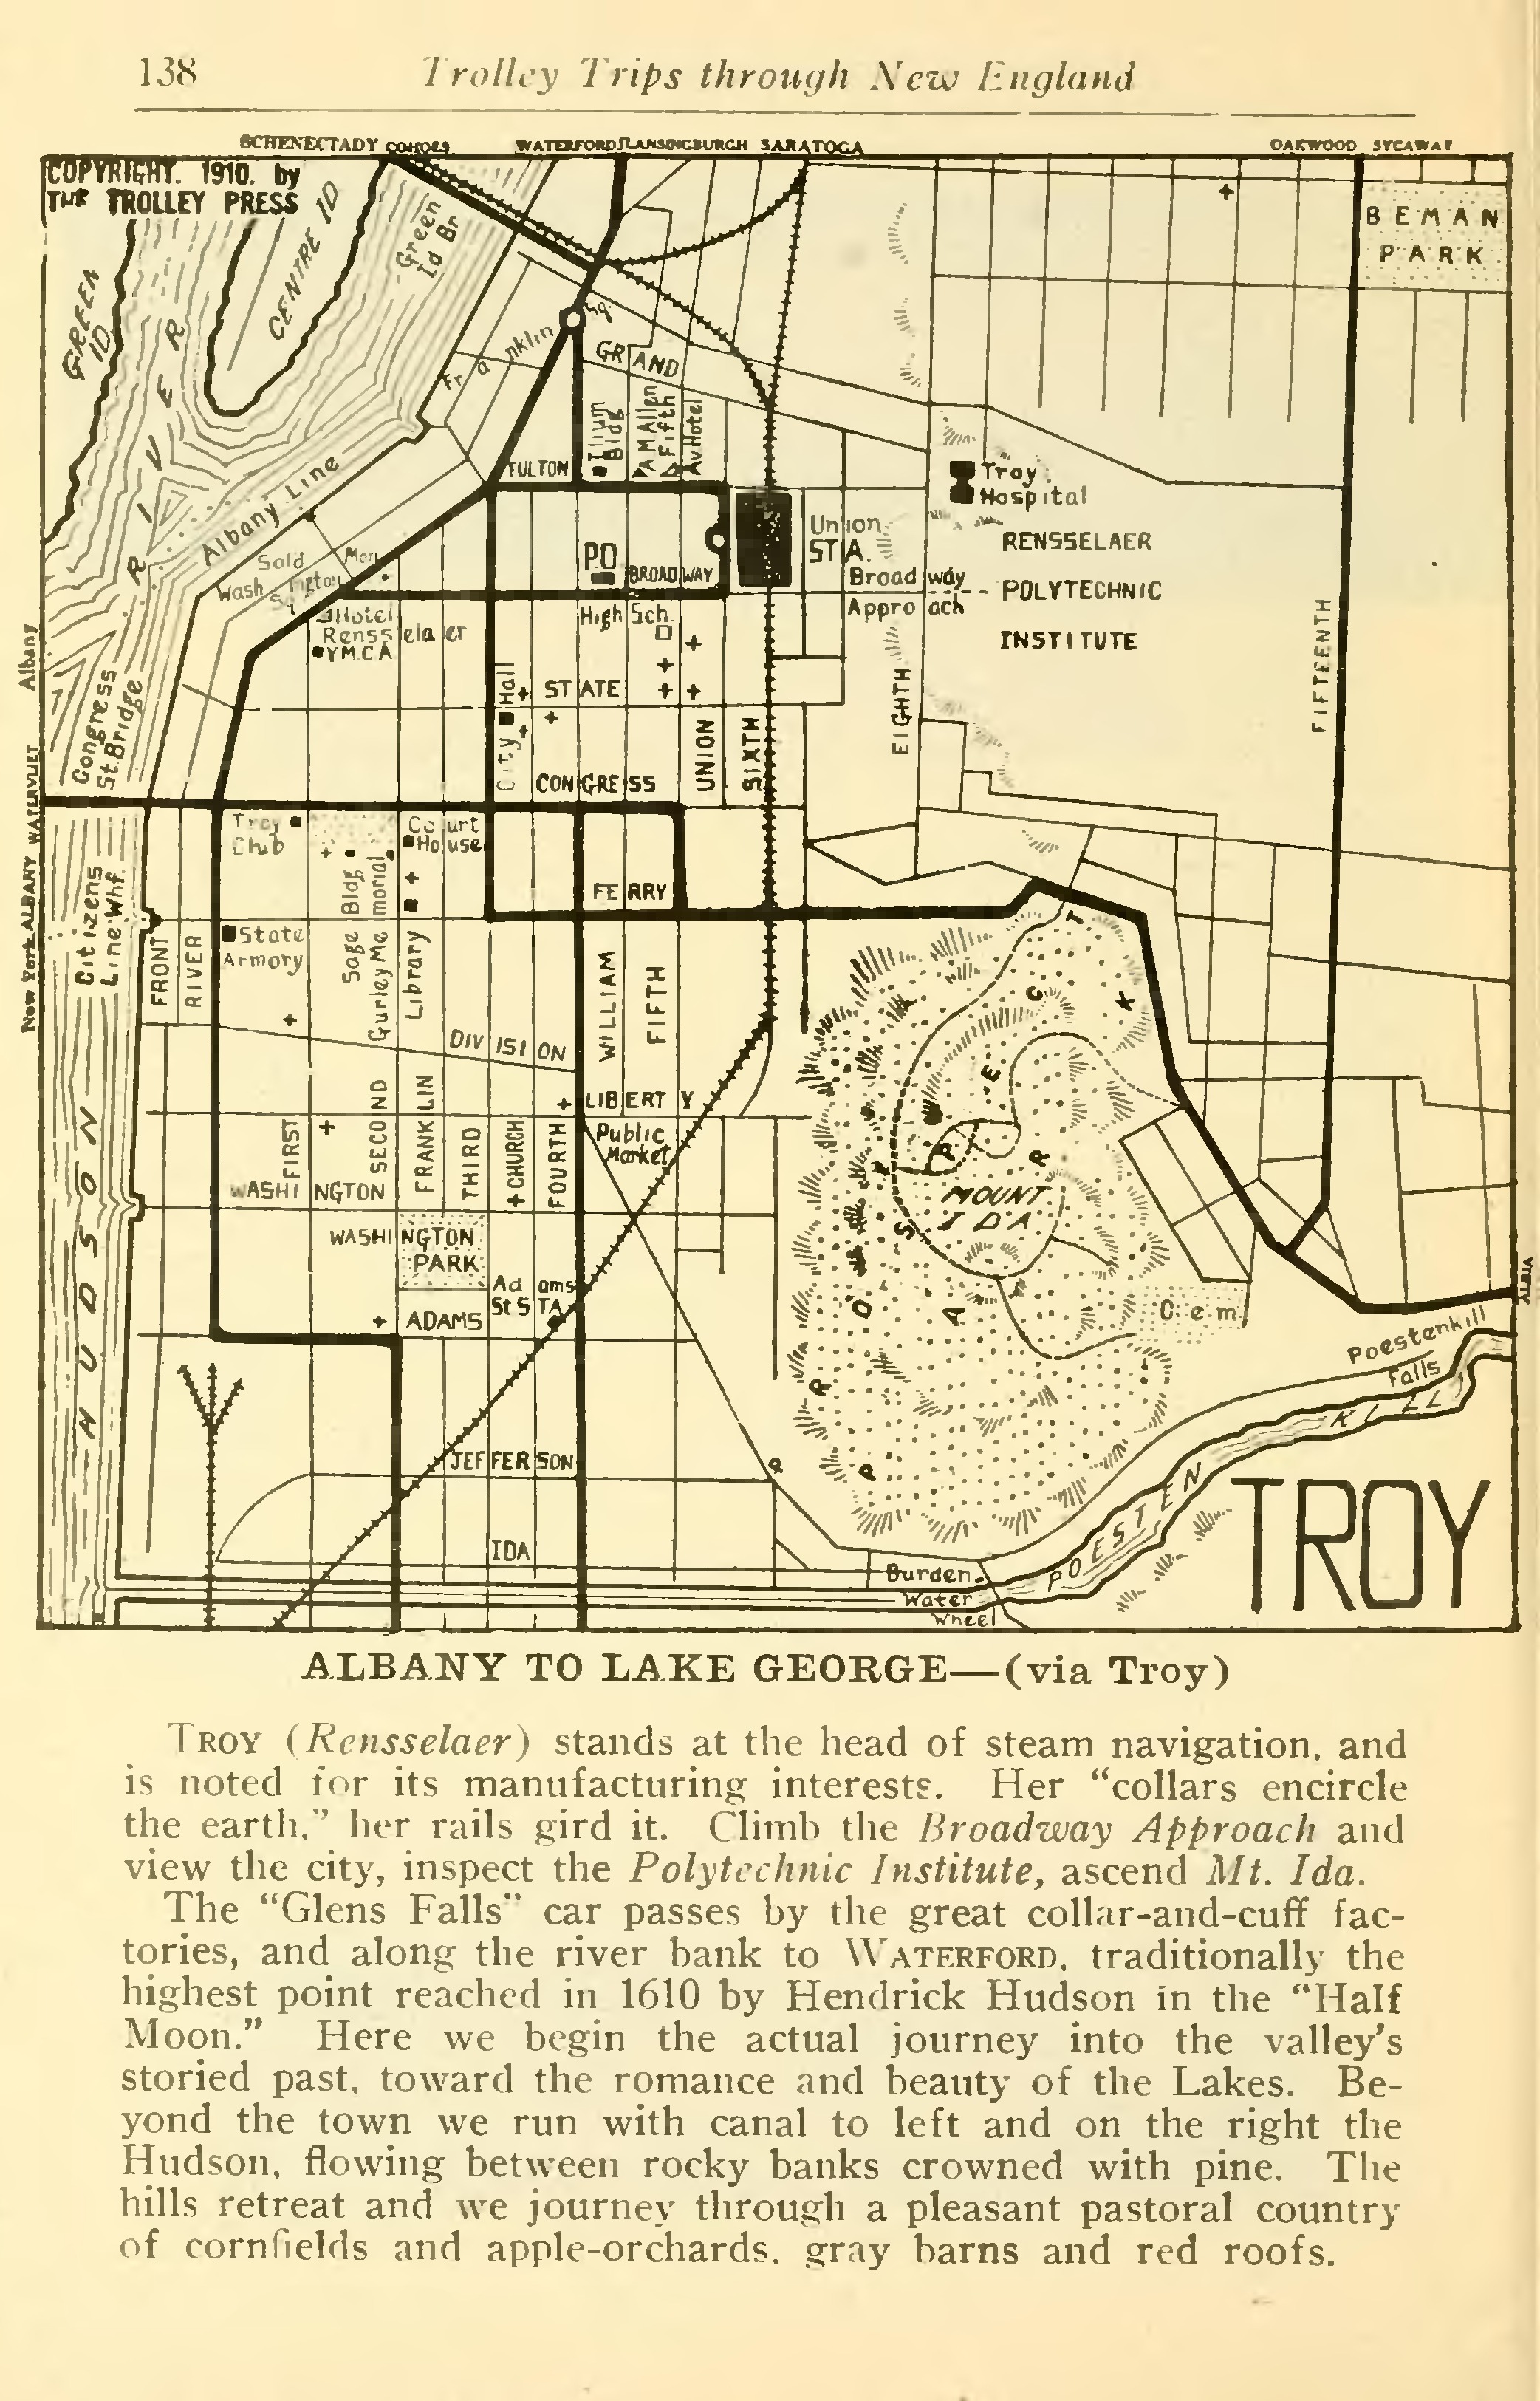 138
Trolley Trips through New England
SCHENECTADY COHOES WATERFORD LANSINGBURGH SARATOGA OAKWOOD SYCAWAY
COPYRIGHT. 1910. by
THE TROLLEY PRESS
GREEN
ID.
CENTRE ID
Green
Id Br
BEMAN
PARK
RIVER
Franklin Sq.
GRAND
Ilium
Bldg
AM Allen
Fifth
Av. Hotel
FULTON
Albany Line
Troy
Hospital
Union
STA.
RENSSELAER
POLYTECHNIC
INSTITUTE
Sold Mon
Washington
Sq
PO
BROADWAY
Broadway
Approach
Hotel
Rensselaer
Y.M.C.A
High Sch.
City Hall
STATE
UNION
SIXTH
EIGHTH
FIFTEENTH
Congress
St. Bridge
CONGRESS
New York. ALBANY WATERVLIET Albany
Troy
Club
Court
House
FERRY
Citizens
Line Whf.
FRONT
RIVER
State
Armory
Sage Bldg
Gurley Memorial
Library
WILLIAM
FIFTH
DIVISION
LIBERTY
Public
Market
FIRST
SECOND
FRANKLIN
THIRD
CHURCH
FOURTH
WASHINGTON
WASHINGTON
PARK
Adams
St STA.
ADAMS
HUDSON
PROSPECT
PARK
MOUNT
IDA
Cem.
ALBIA
Poestenkill
Falls
JEFFERSON
IDA
Burden
Water
Wheel
POESTEN KILL
TROY
ALBANY TO LAKE GEORGE—(via Troy)
TROY (Rensselaer) stands at the head of steam navigation, and
is noted for its manufacturing interests. Her “collars encircle
the earth,” her rails gird it. Climb the Broadway Approach and
view the city, inspect the Polytechnic Institute, ascend Mt. Ida.
The “Glens Falls” car passes by the great collar-and-cuff fac-
tories, and along the river bank to WATERFORD, traditionally the
highest point reached in 1610 by Hendrick Hudson in the “Half
Moon.” Here we begin the actual journey into the valley’s
storied past, toward the romance and beauty of the Lakes. Be-
yond the town we run with canal to left and on the right the
Hudson, flowing between rocky banks crowned with pine. The
hills retreat and we journey through a pleasant pastoral country
of cornfields and apple-orchards, gray barns and red roofs.